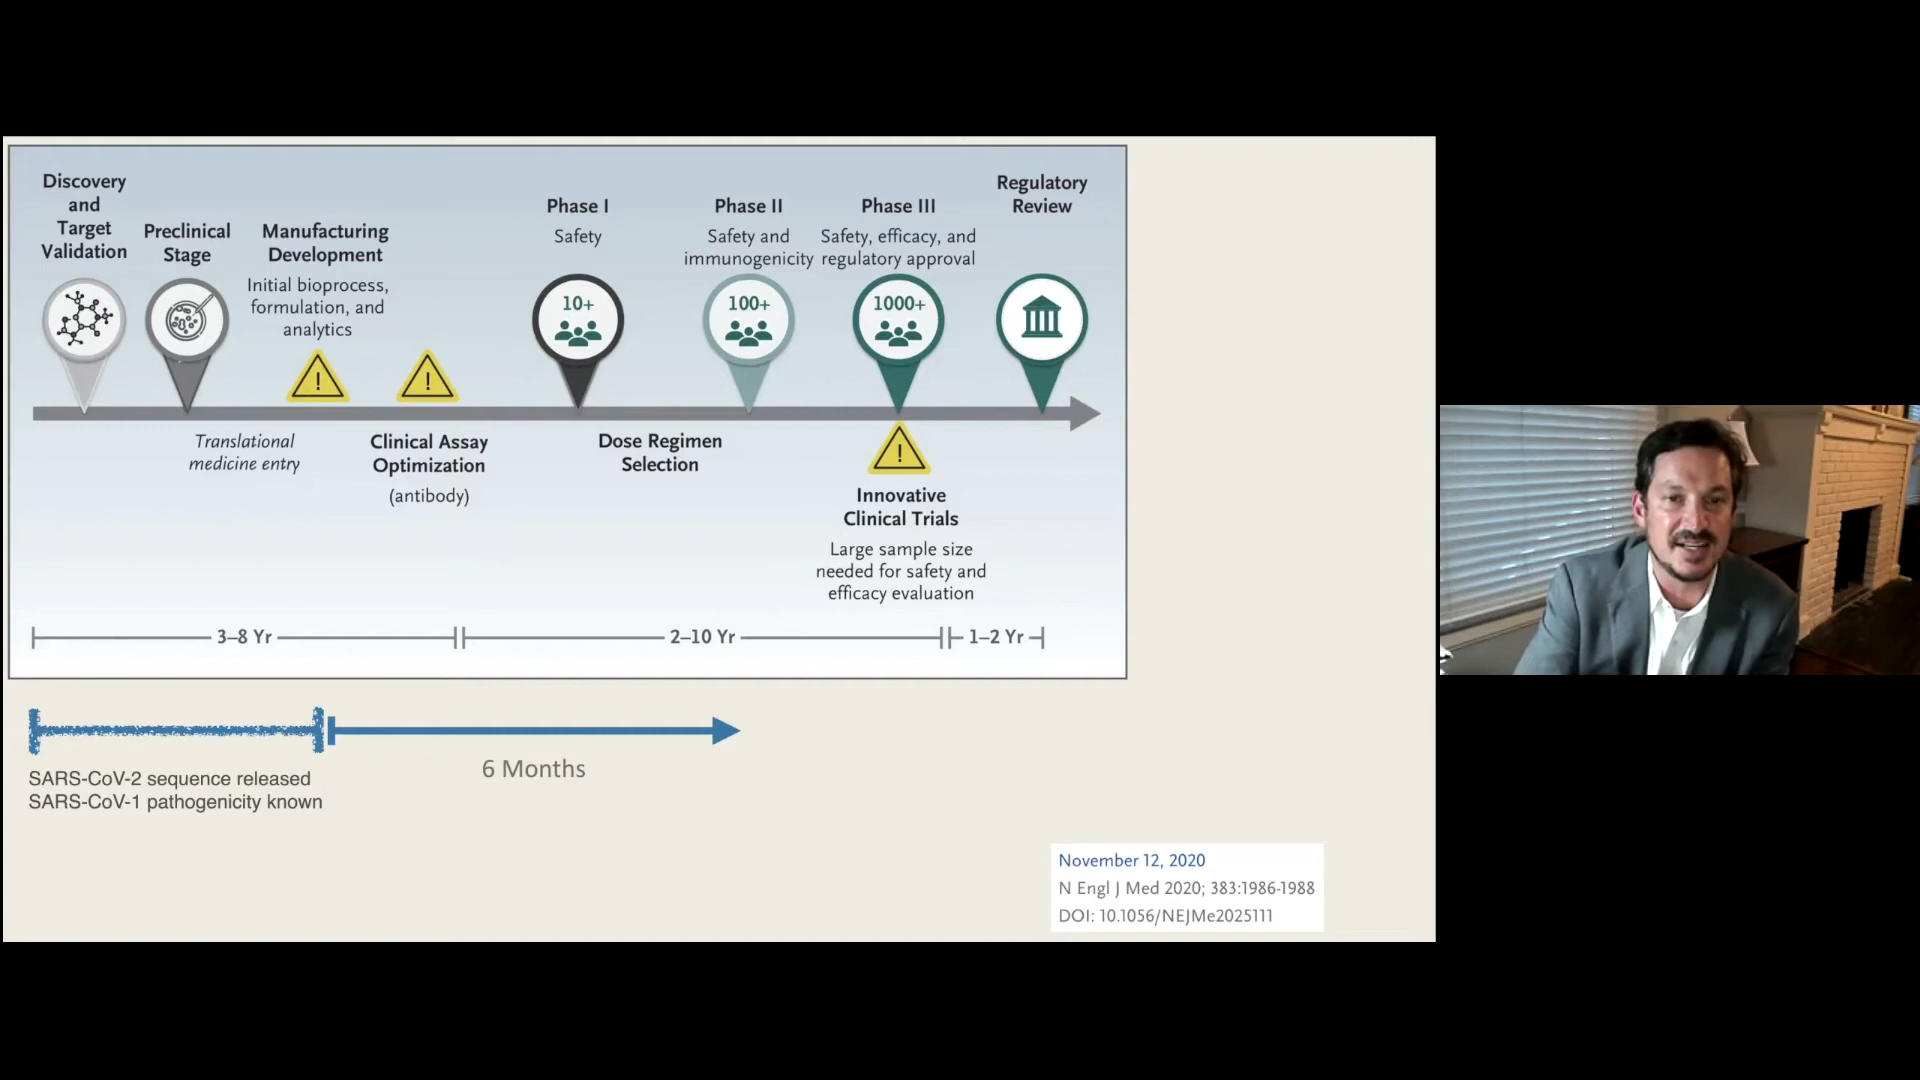 Discovery
and
Target
Validation
Preclinical
Stage
Manufacturing
Development
Initial bioprocess,
formulation, and
analytics
!
!
Phase I
Safety
10+
Phase II
Safety and
immunogenicity
100+
Phase III
Safety, efficacy, and
regulatory approval
1000+
Regulatory
Review
Translational
medicine entry
Clinical Assay
Optimization
(antibody)
Dose Regimen
Selection
!
Innovative
Clinical Trials
Large sample size
needed for safety and
efficacy evaluation
3–8 Yr
2–10 Yr
1–2 Yr
SARS-CoV-2 sequence released
SARS-CoV-1 pathogenicity known
6 Months
November 12, 2020
N Engl J Med 2020; 383:1986-1988
DOI: 10.1056/NEJMe2025111